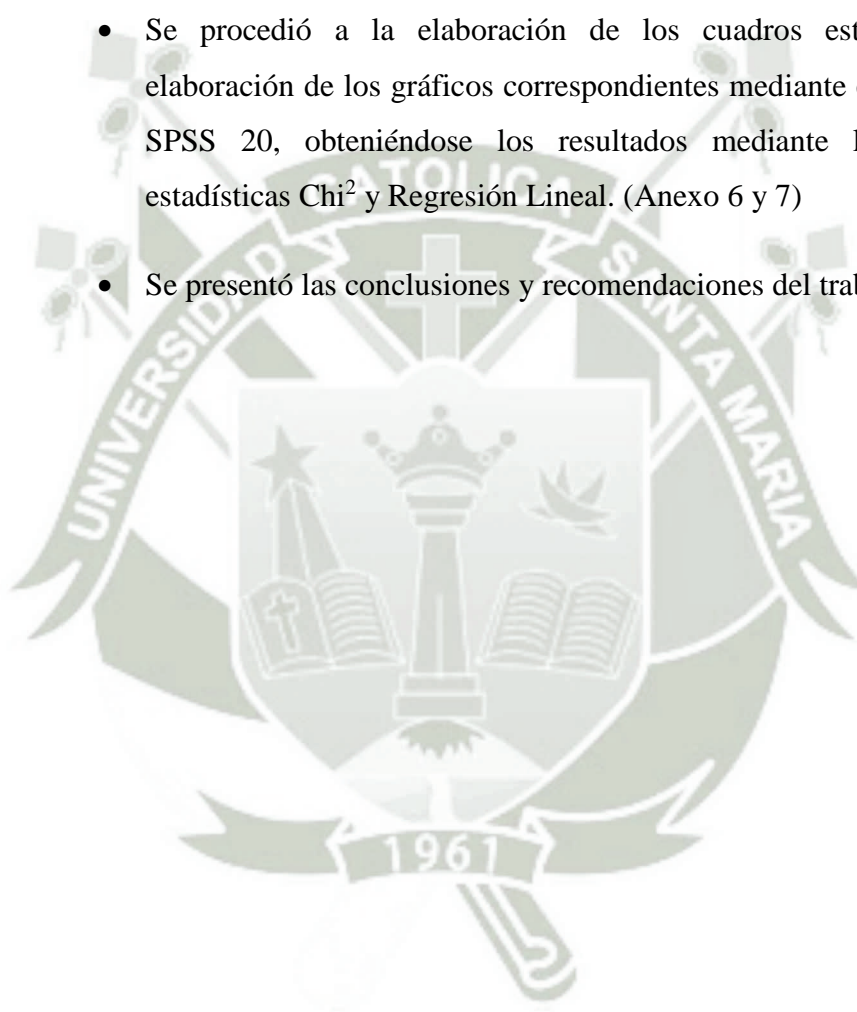 • Se procedió a la elaboración de los cuadros est
elaboración de los gráficos correspondientes mediante
SPSS 20, obteniéndose los resultados mediante l
estadísticas Chi² y Regresión Lineal. (Anexo 6 y 7)
• Se presentó las conclusiones y recomendaciones del tra
UNIVERSIDAD CATOLICA SANTA MARIA
1961